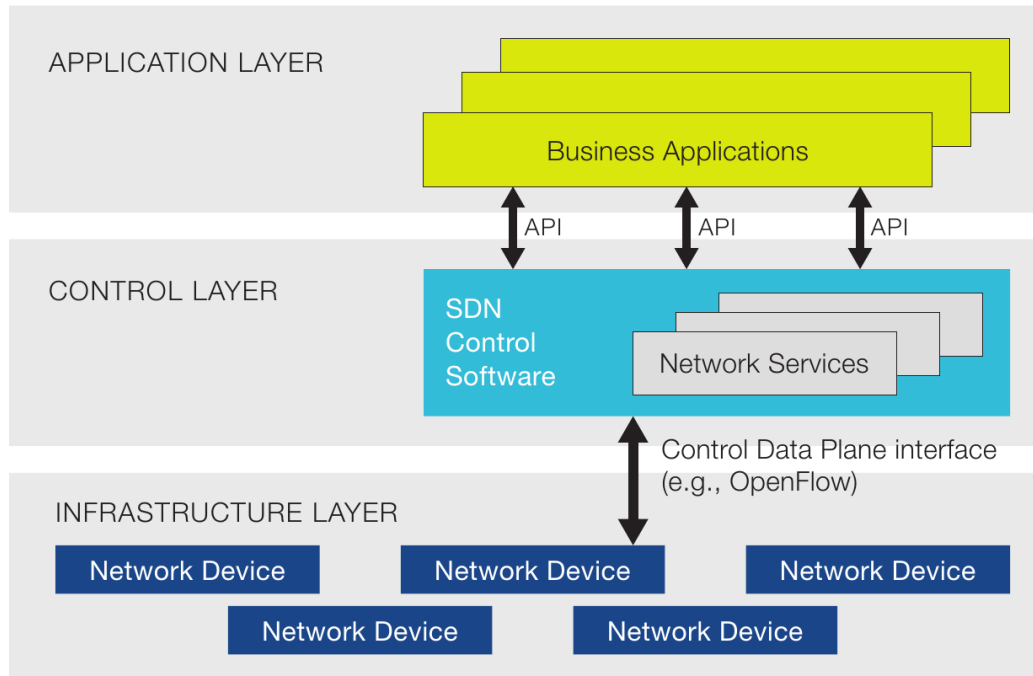 APPLICATION LAYER
Business Applications
API
API
API
CONTROL LAYER
SDN
Control
Software
Network Services
Control Data Plane interface
(e.g., OpenFlow)
INFRASTRUCTURE LAYER
Network Device
Network Device
Network Device
Network Device
Network Device